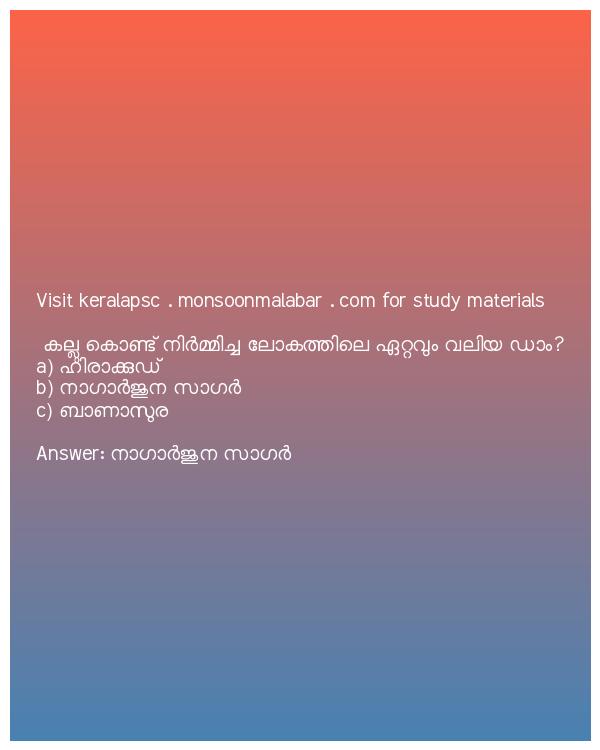 Visit keralapsc . monsoonmalabar . com for study materials
കല്ലു കൊണ്ട് നിർമ്മിച്ച ലോകത്തിലെ ഏറ്റവും വലിയ ഡാം?
a) ഹിരാക്കുഡ്
b) നാഗാർജുന സാഗർ
c) ബാണാസുര
Answer: നാഗാർജുന സാഗർ